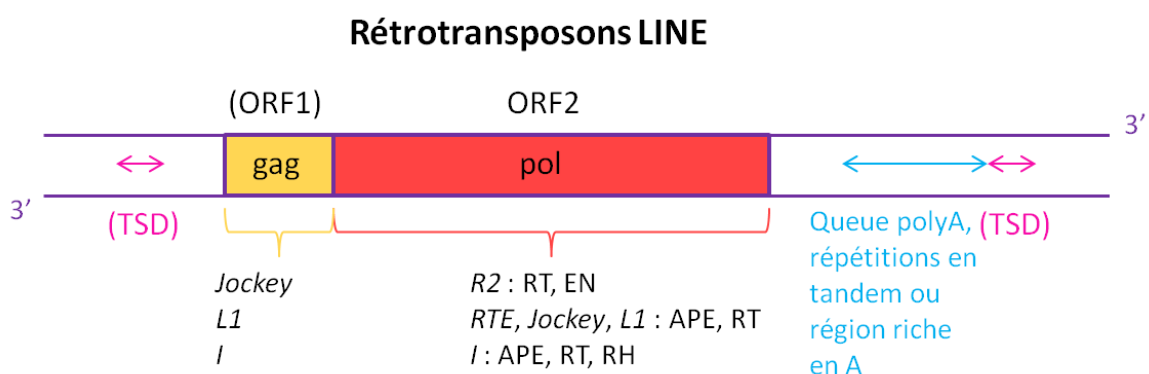 Rétrotransposons LINE
(ORF1)
ORF2
3’
gag
pol
3’
(TSD)
Queue polyA,
répétitions en
tandem ou
région riche
en A
(TSD)
Jockey
L1
I
R2 : RT, EN
RTE, Jockey, L1 : APE, RT
I : APE, RT, RH